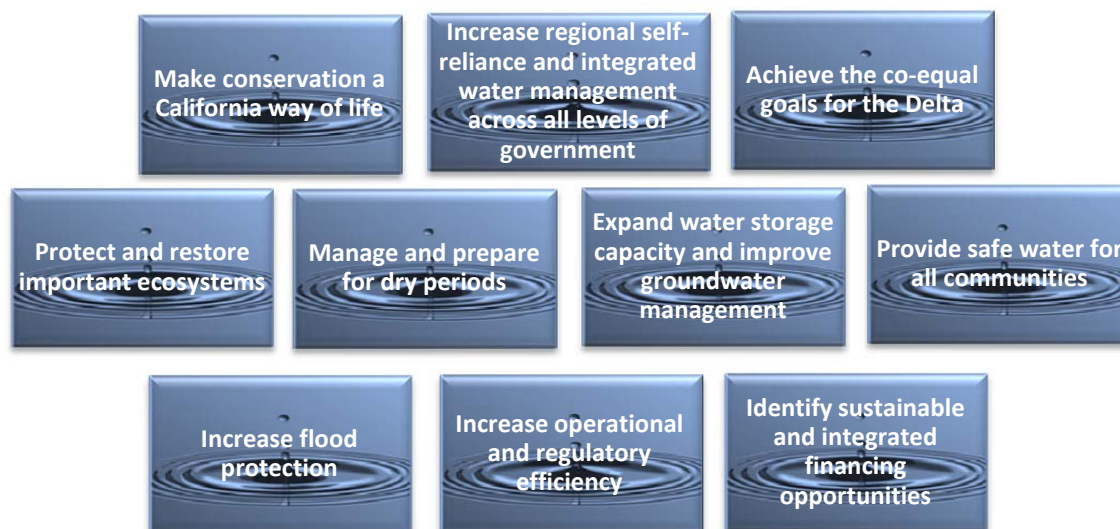 Make conservation a
California way of life
Increase regional self-
reliance and integrated
water management
across all levels of
government
Achieve the co-equal
goals for the Delta
Protect and restore
important ecosystems
Manage and prepare
for dry periods
Expand water storage
capacity and improve
groundwater
management
Provide safe water for
all communities
Increase flood
protection
Increase operational
and regulatory
efficiency
Identify sustainable
and integrated
financing
opportunities